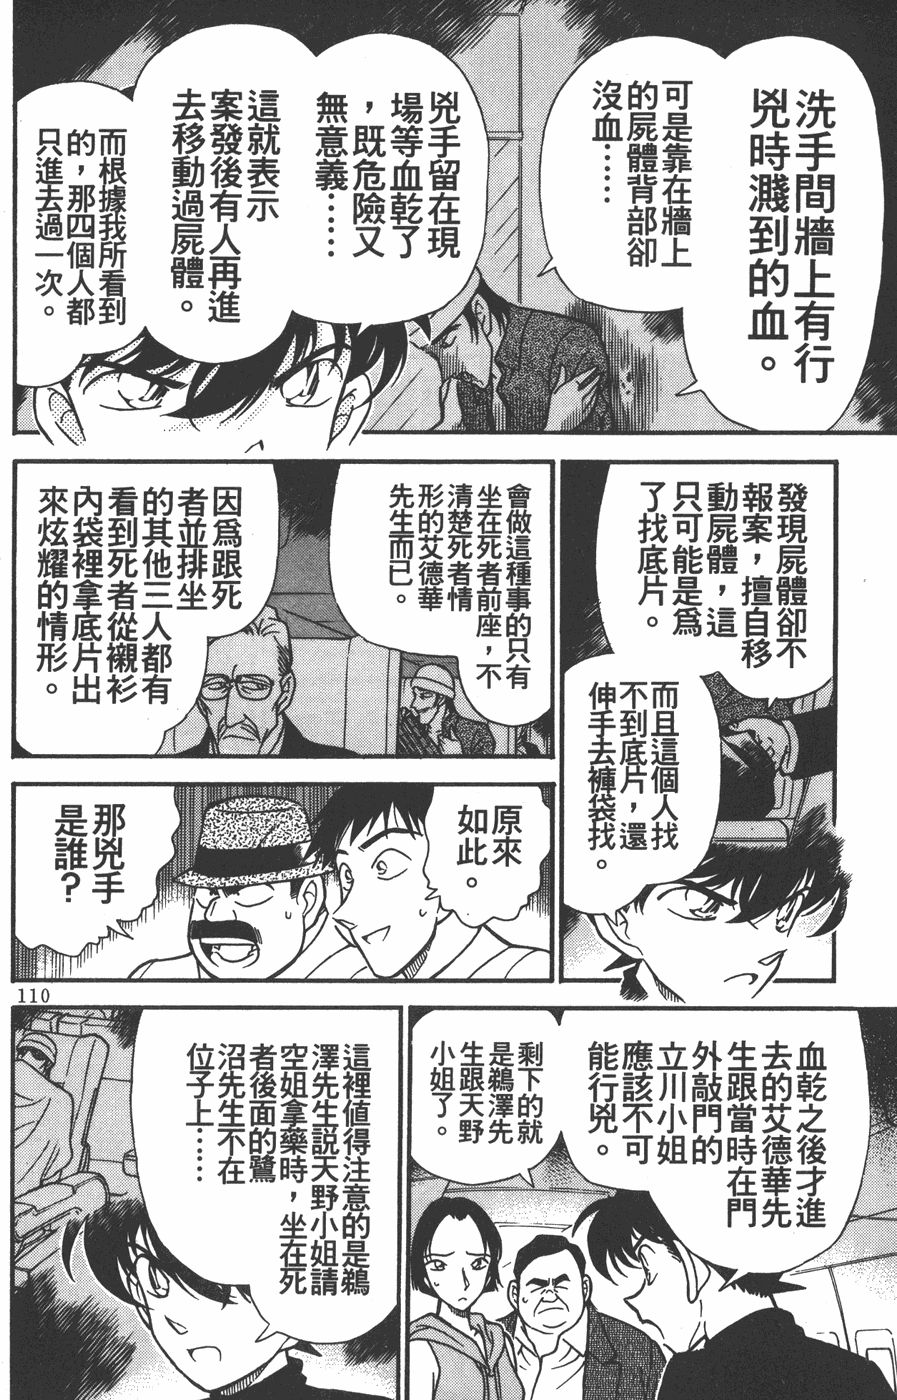 洗手間牆上有行
兇時濺到的血。
可是靠在牆上
的屍體背部卻
沒血……
兇手留在現
場等血乾了
，既危險又
無意義……
這就表示
案發後有人再進
去移動過屍體。
而根據我所看到
的，那四個人都
只進去過一次。
發現屍體卻不
報案，擅自移
動屍體，這
只可能是爲
了找底片。
而且這個人找
不到底片，還
伸手去褲袋找。
會做這種事的只有
坐在死者前座，不
清楚死者情
形的艾德華
先生而已。
因爲跟死
者並排坐
的其他三人都有
看到死者從襯衫
內袋裡拿底片出
來炫耀的情形。
原來
如此。
那兇手
是誰？
110
血乾之後才進
去的艾德華先
生跟當時在門
外敲門的
立川小姐
應該不可
能行兇。
剩下的就
是鵜澤先
生跟天野
小姐了。
這裡値得注意的是鵜
澤先生説天野小姐請
空姐拿藥時，坐在死
者後面的鷺
沼先生不在
位子上……